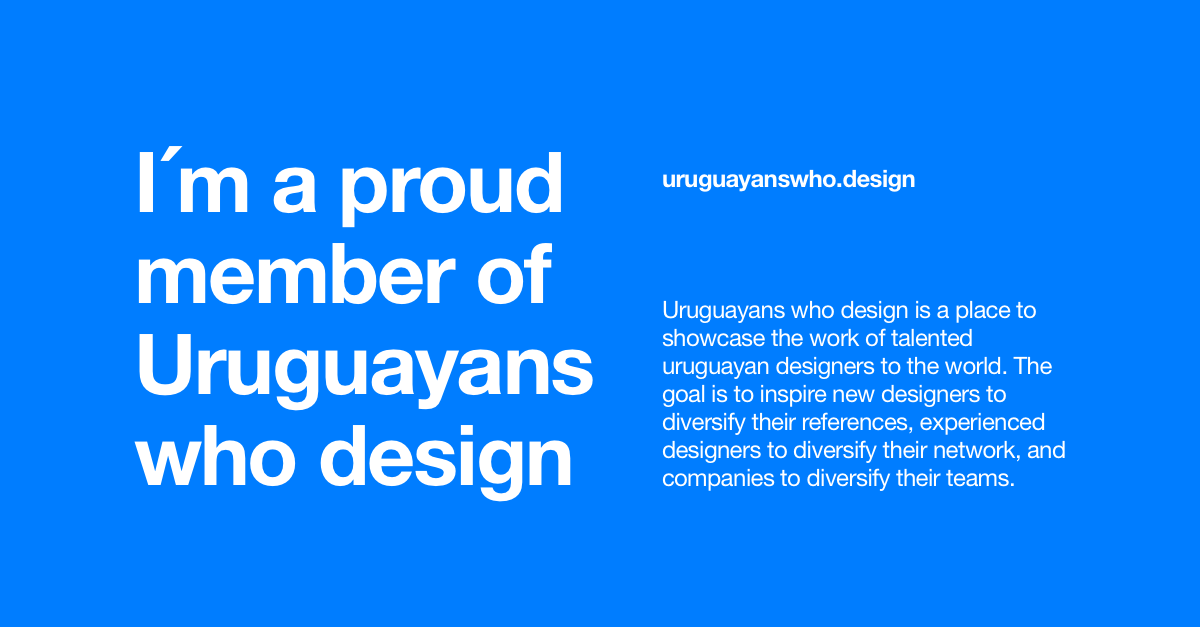 I´m a proud
member of
Uruguayans
who design
uruguayanswho.design
Uruguayans who design is a place to
showcase the work of talented
uruguayan designers to the world. The
goal is to inspire new designers to
diversify their references, experienced
designers to diversify their network, and
companies to diversify their teams.